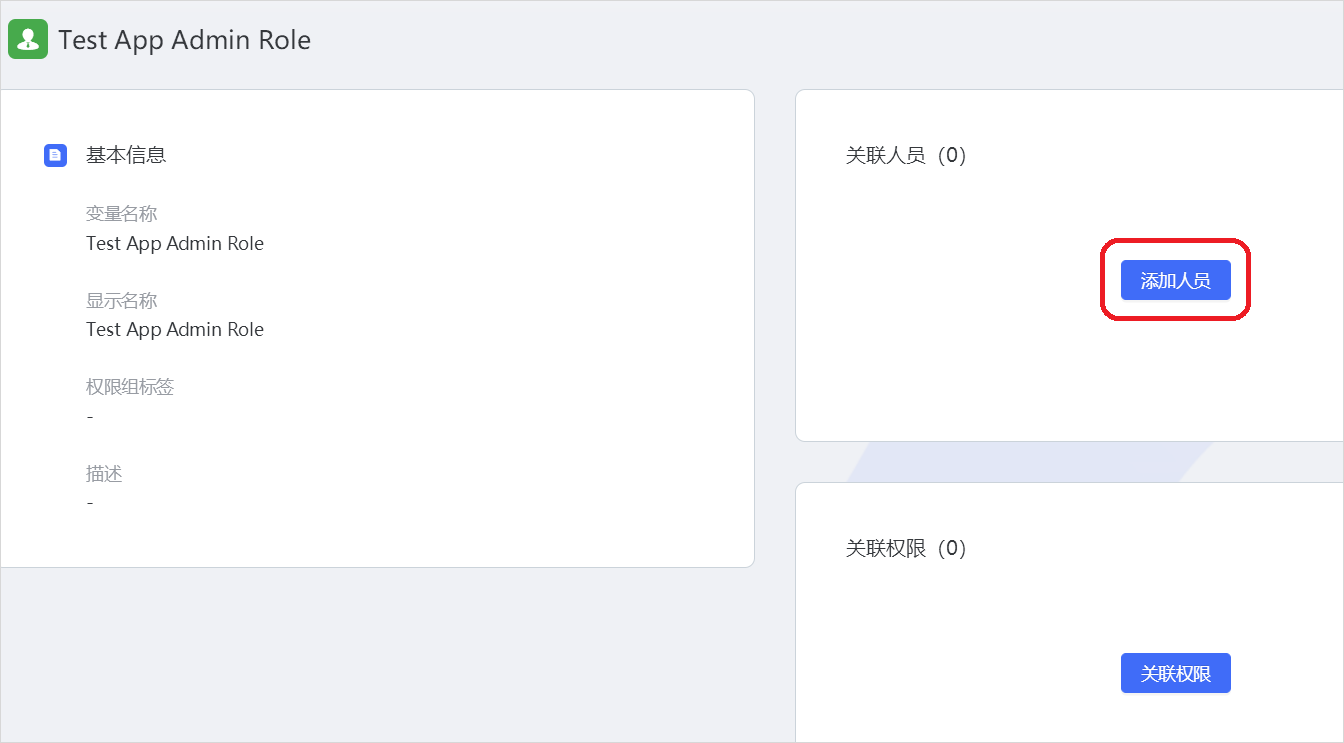 Test App Admin Role
基本信息
变量名称
Test App Admin Role
显示名称
Test App Admin Role
权限组标签
-
描述
-
关联人员（0）
添加人员
关联权限（0）
关联权限